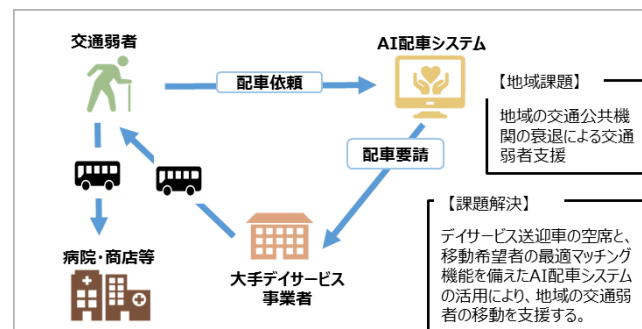 交通弱者
AI配車システム
配車依頼
【地域課題】
地域の交通公共機
関の衰退による交通
弱者支援
配車要請
【課題解決】
デイサービス送迎車の空席と、
移動希望者の最適マッチング
機能を備えたAI配車システム
の活用により、地域の交通弱
者の移動を支援する。
病院・商店等
大手デイサービス
事業者